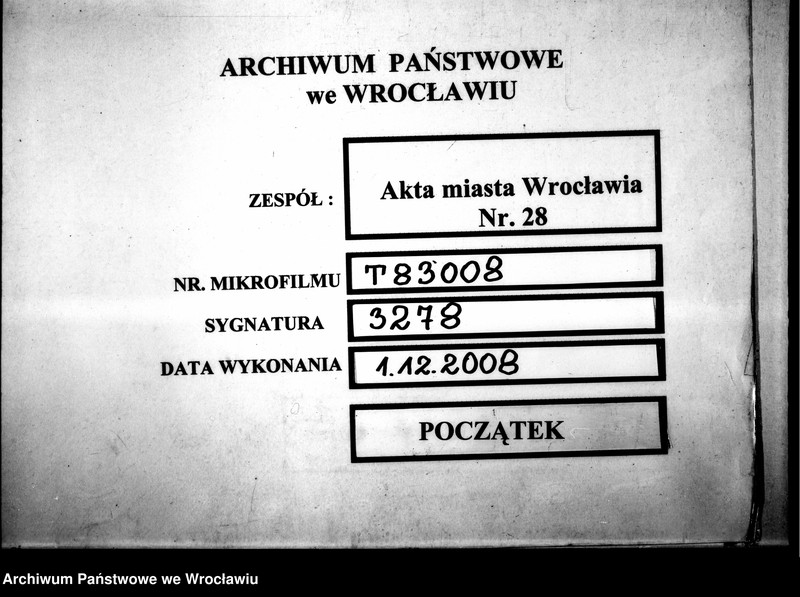 ARCHIWUM PAŃSTWOWE
we WROCŁAWIU
ZESPÓŁ :
Akta miasta Wrocławia
Nr. 28
NR. MIKROFILMU T83008
SYGNATURA 3278
DATA WYKONANIA 1.12.2008
POCZĄTEK
Archiwum Państwowe we Wrocławiu